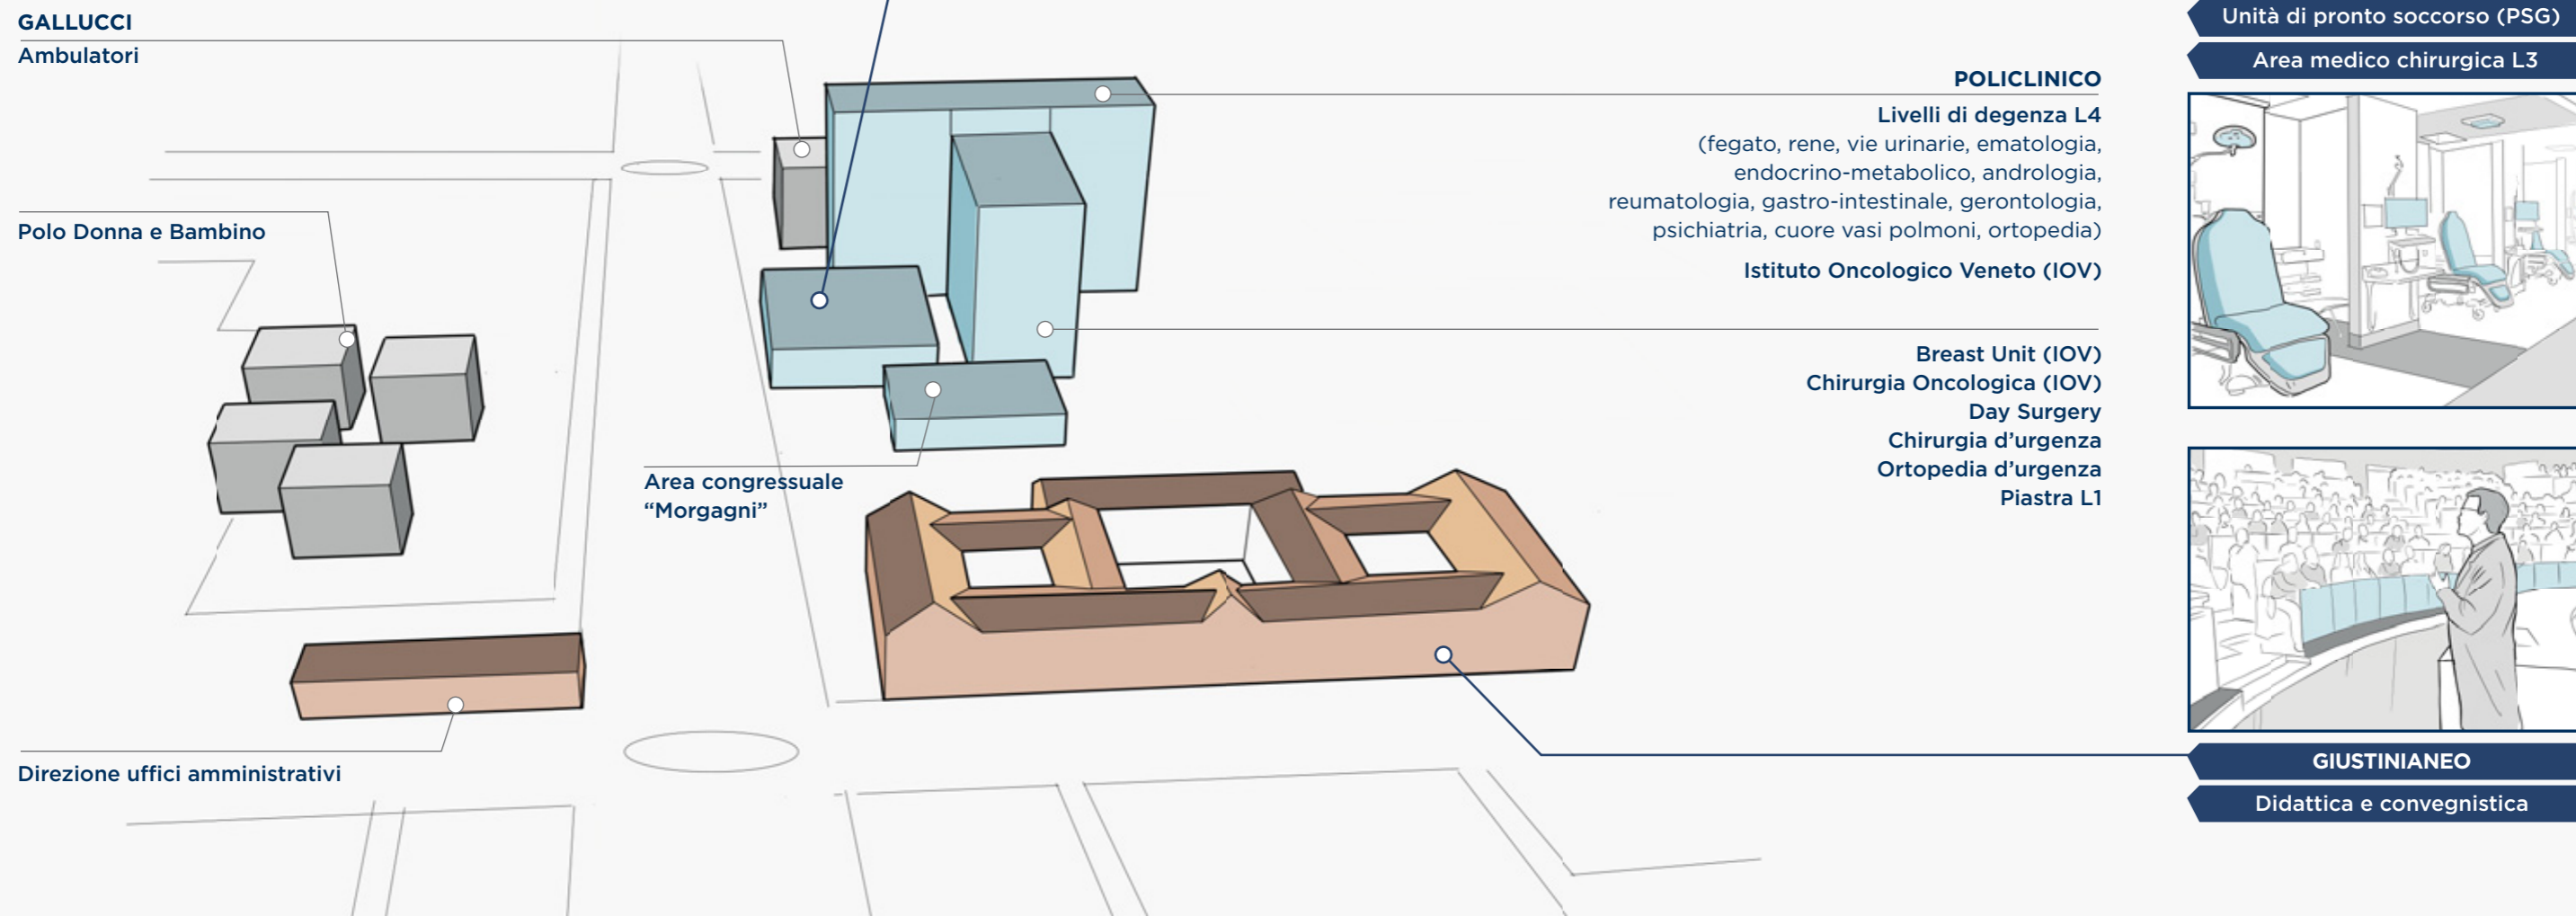 GALLUCCI
Ambulatori
Polo Donna e Bambino
Direzione uffici amministrativi
Area congressuale
“Morgagni”
POLICLINICO
Livelli di degenza L4
(fegato, rene, vie urinarie, ematologia,
endocrino-metabolico, andrologia,
reumatologia, gastro-intestinale, gerontologia,
psichiatria, cuore vasi polmoni, ortopedia)
Istituto Oncologico Veneto (IOV)
Breast Unit (IOV)
Chirurgia Oncologica (IOV)
Day Surgery
Chirurgia d’urgenza
Ortopedia d’urgenza
Piastra L1
Unità di pronto soccorso (PSG)
Area medico chirurgica L3
GIUSTINIANEO
Didattica e convegnistica